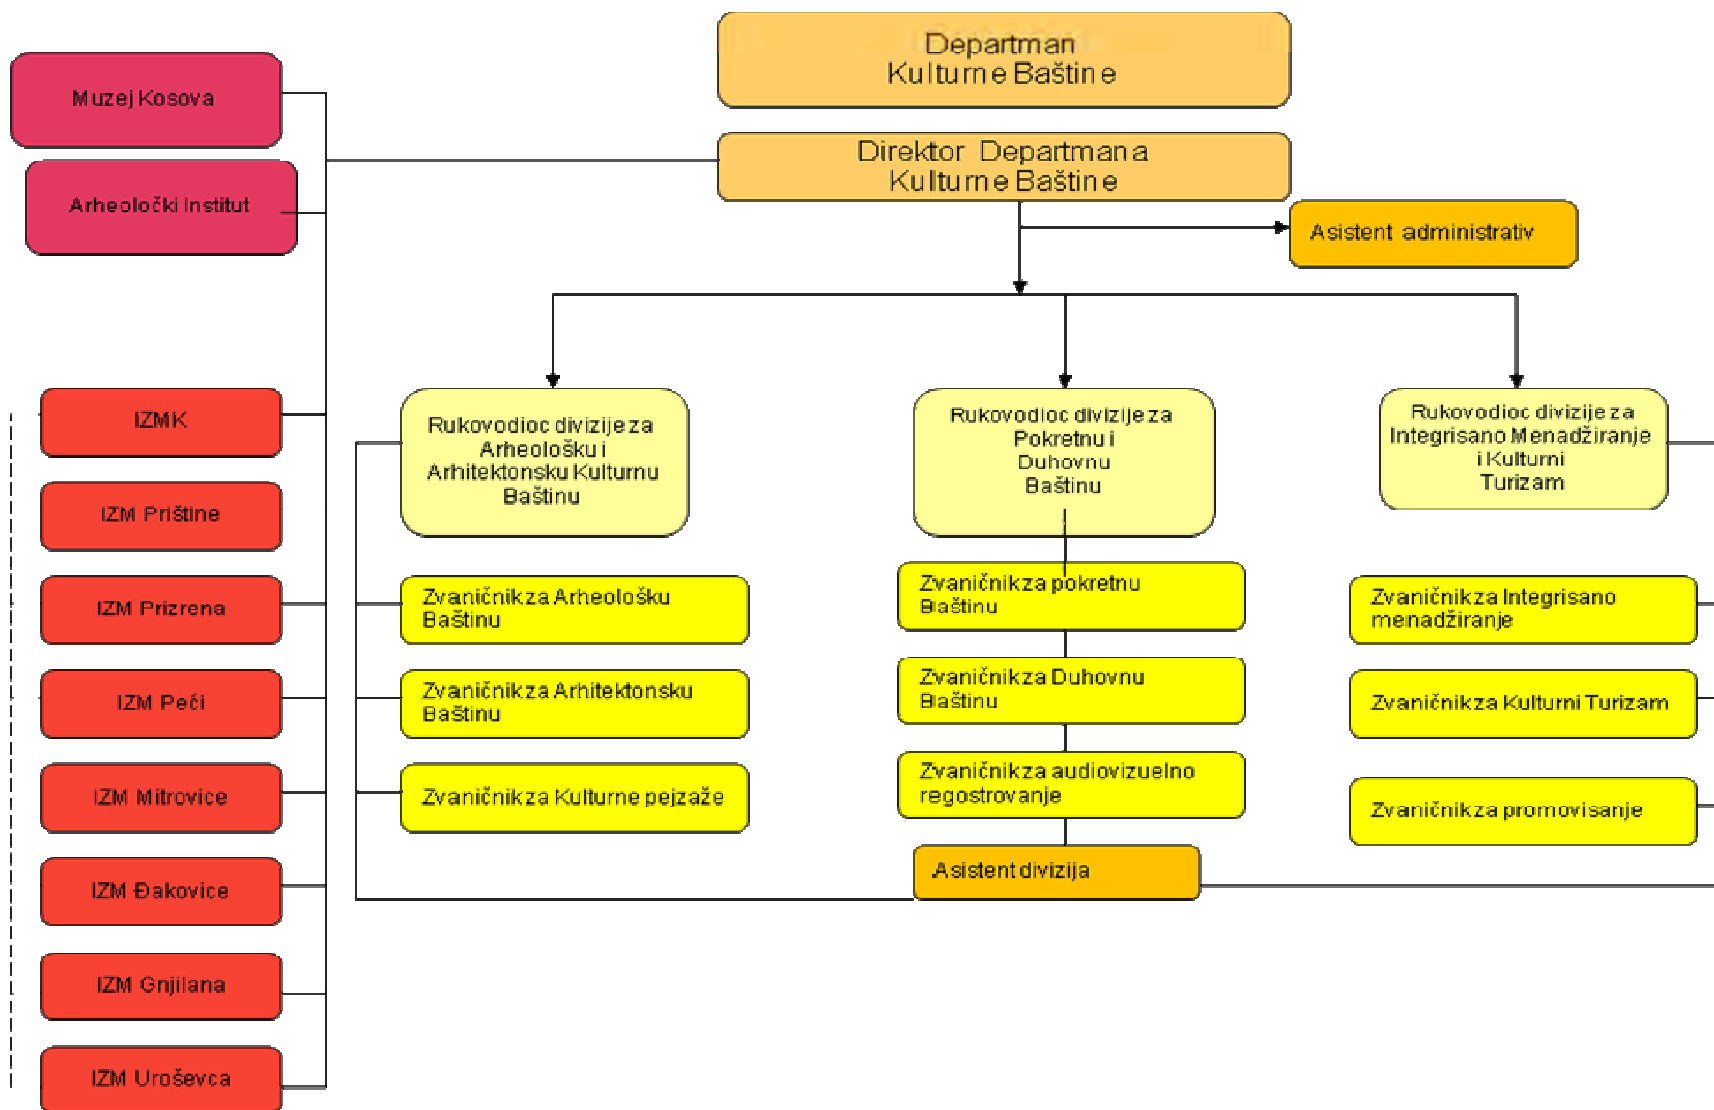 Departman
Kulturne Baštine
Direktor Departmana
Kulturne Baštine
Asistent administrativ
Muzej Kosova
Arheoločki Institut
IZMK
IZM Prištine
IZM Prizrena
IZM Peći
IZM Mitrovice
IZM Đakovice
IZM Gnjilana
IZM Uroševca
Rukovodioc divizije za
Arheološku i
Arhitektonsku Kulturnu
Baštinu
Zvaničnik za Arheološku
Baštinu
Zvaničnik za Arhitektonsku
Baštinu
Zvaničnik za Kulturne pejzaže
Rukovodioc divizije za
Pokretnu i
Duhovnu
Baštinu
Zvaničnik za pokretnu
Baštinu
Zvaničnik za Duhovnu
Baštinu
Zvaničnik za audiovizuelno
regostrovanje
Asistent divizija
Rukovodioc divizije za
Integrisano Menadžiranje
i Kulturni
Turizam
Zvaničnik za Integrisano
menadžiranje
Zvaničnik za Kulturni Turizam
Zvaničnik za promovisanje